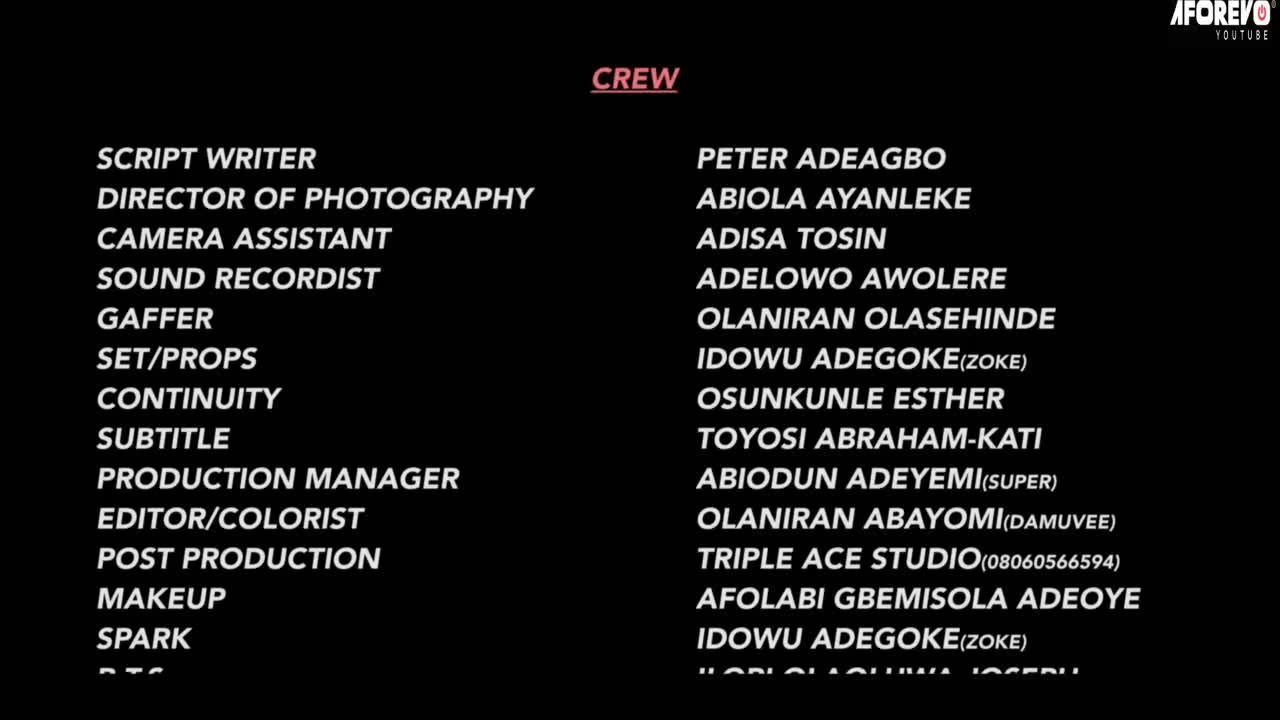 AFOREVO
YOUTUBE
CREW
SCRIPT WRITER PETER ADEAGBO
DIRECTOR OF PHOTOGRAPHY ABIOLA AYANLEKE
CAMERA ASSISTANT ADISA TOSIN
SOUND RECORDIST ADELOWO AWOLERE
GAFFER OLANIRAN OLASEHINDE
SET/PROPS IDOWU ADEGOKE(ZOKE)
CONTINUITY OSUNKUNLE ESTHER
SUBTITLE TOYOSI ABRAHAM-KATI
PRODUCTION MANAGER ABIODUN ADEYEMI(SUPER)
EDITOR/COLORIST OLANIRAN ABAYOMI(DAMUVEE)
POST PRODUCTION TRIPLE ACE STUDIO(08060566594)
MAKEUP AFOLABI GBEMISOLA ADEOYE
SPARK IDOWU ADEGOKE(ZOKE)